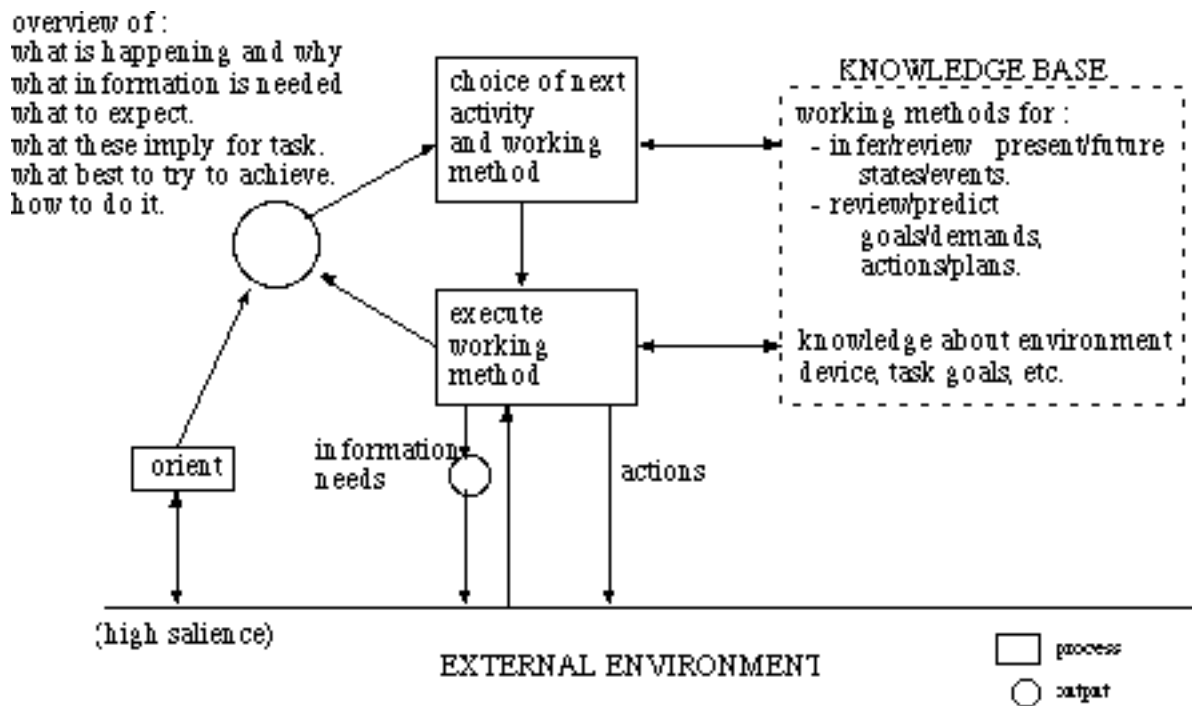 overview of :
what is happening and why
what information is needed
what to expect.
what these imply for task.
what best to try to achieve.
how to do it.
choice of next
activity
and working
method
KNOWLEDGE BASE
working methods for :
- infer/review present/future
states/events.
- review/predict
goals/demands,
actions/plans.
knowledge about environment
device, task goals, etc.
execute
working
method
orient
information
needs
actions
(high salience)
EXTERNAL ENVIRONMENT
process
output